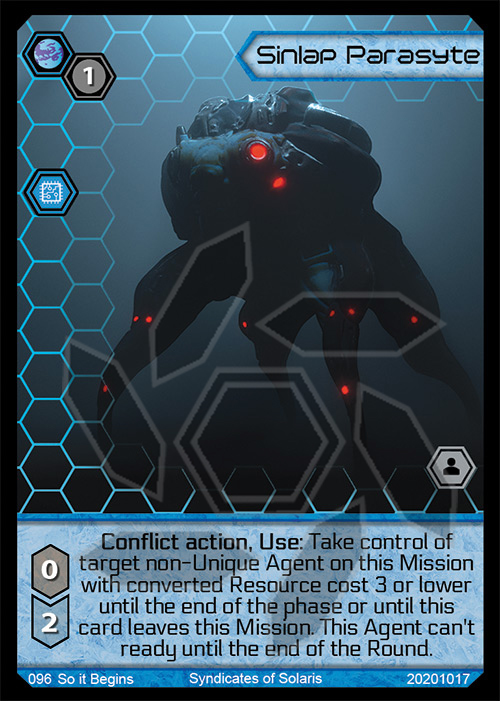 Sinlap Parasyte
1
Conflict action, Use: Take control of
target non-Unique Agent on this Mission
with converted Resource cost 3 or lower
until the end of the phase or until this
card leaves this Mission. This Agent can't
ready until the end of the Round.
0
2
096 So it Begins
Syndicates of Solaris
20201017